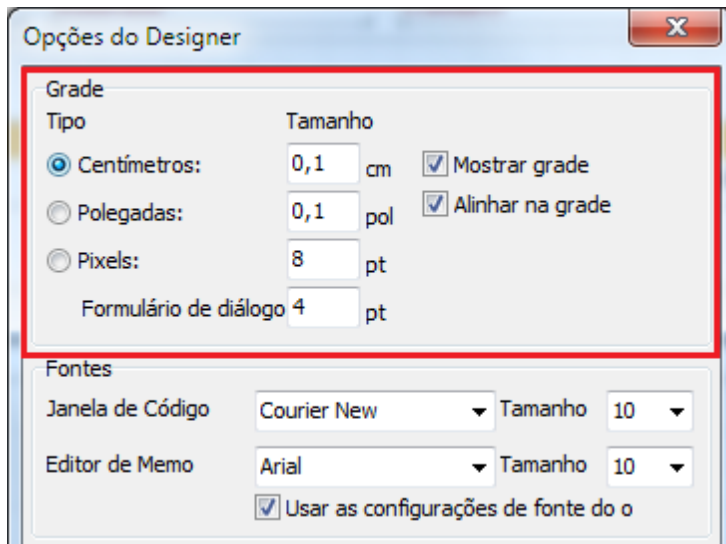 Opções do Designer
Grade
Tipo Tamanho
Centímetros: 0,1 cm Mostrar grade
Polegadas: 0,1 pol Alinhar na grade
Pixels: 8 pt
Formulário de diálogo 4 pt
Fontes
Janela de Código Courier New Tamanho 10
Editor de Memo Arial Tamanho 10
Usar as configurações de fonte do o